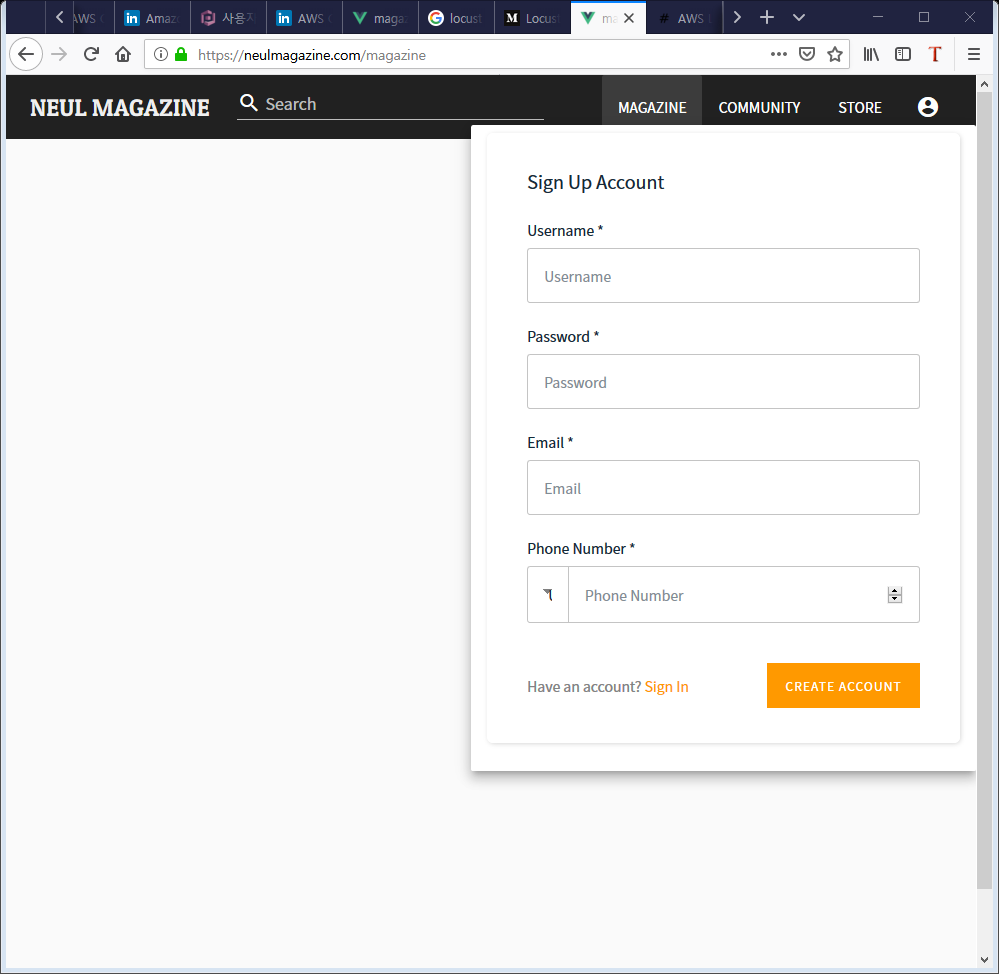 AWS
Amaz
사용자
AWS
maga
locust
Locus
ma
AWS
https://neulmagazine.com/magazine
NEUL MAGAZINE
Search
MAGAZINE
COMMUNITY
STORE
Sign Up Account
Username *
Username
Password *
Password
Email *
Email
Phone Number *
Phone Number
Have an account? Sign In
CREATE ACCOUNT